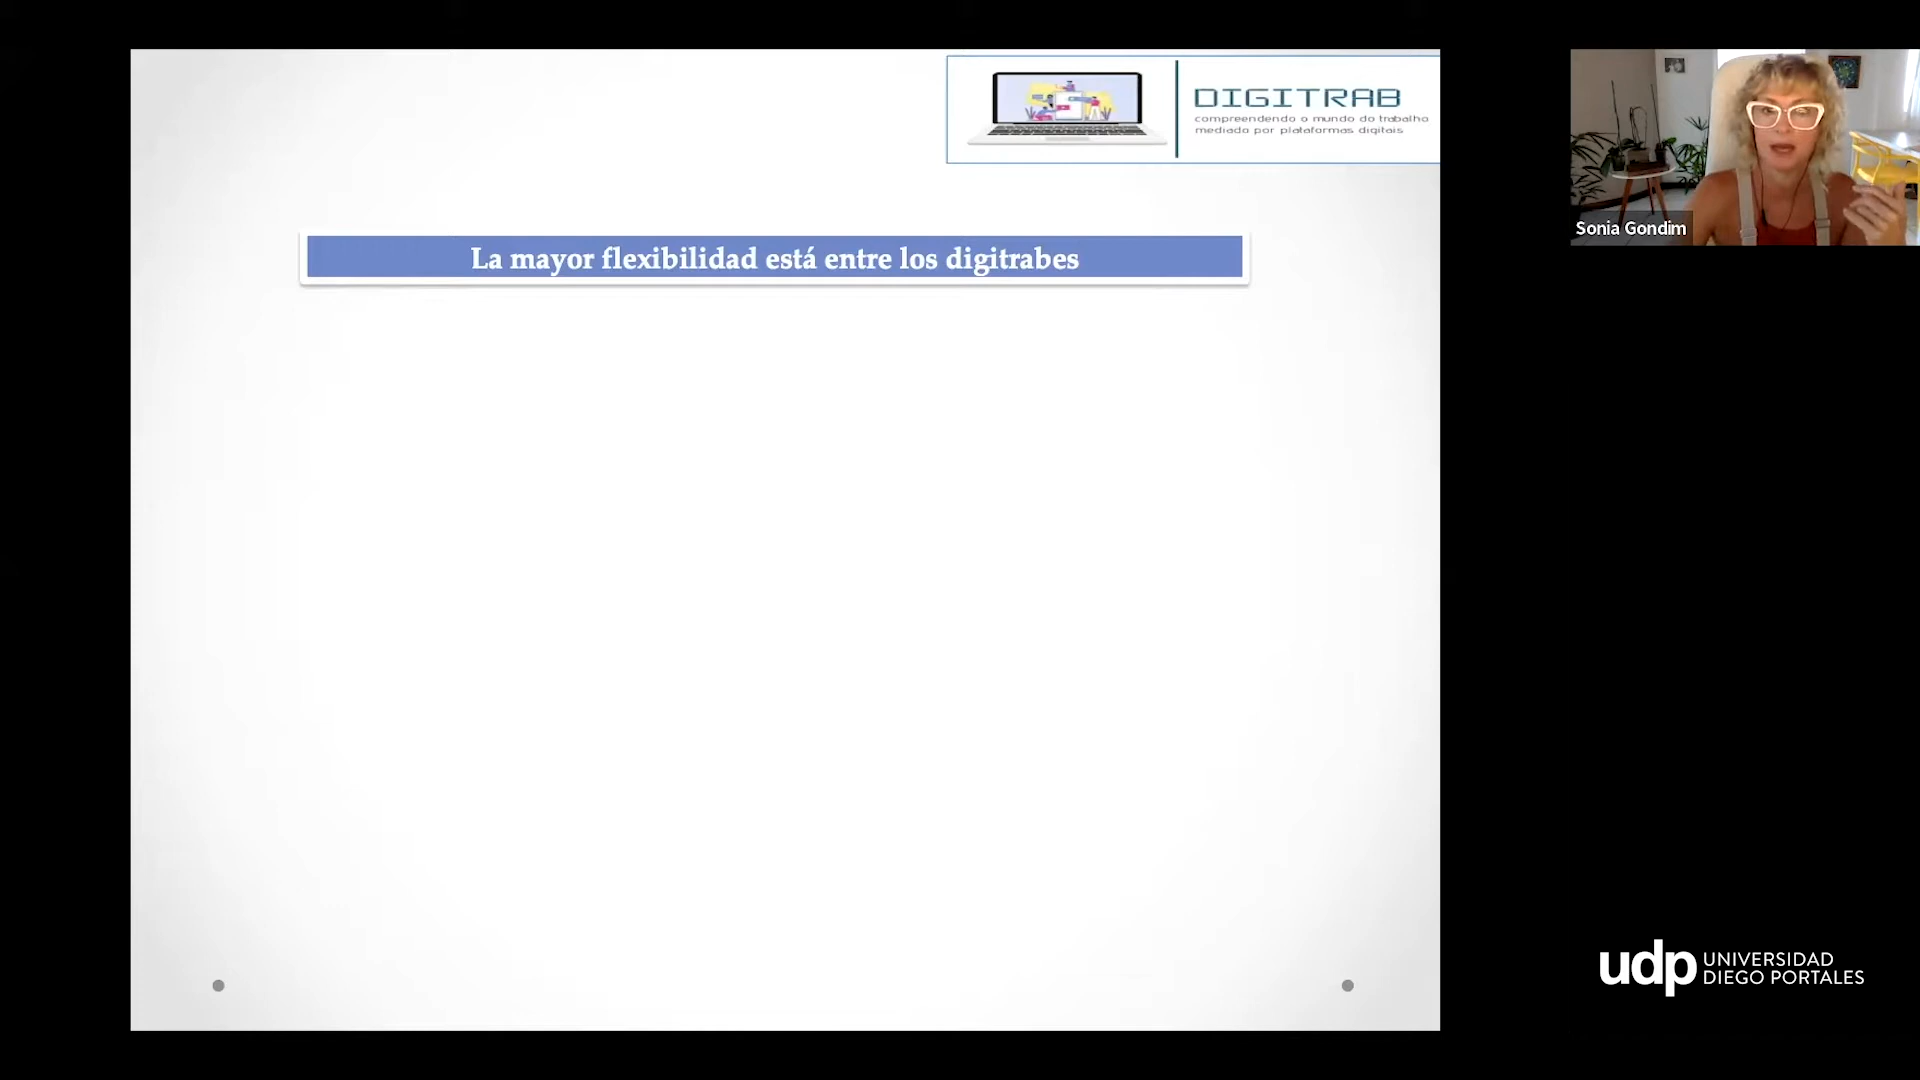 DIGITRAB
compreendendo o mundo do trabalho
mediado por plataformas digitais
La mayor flexibilidad está entre los digitrabes
Sonia Gondim
udp UNIVERSIDAD
DIEGO PORTALES